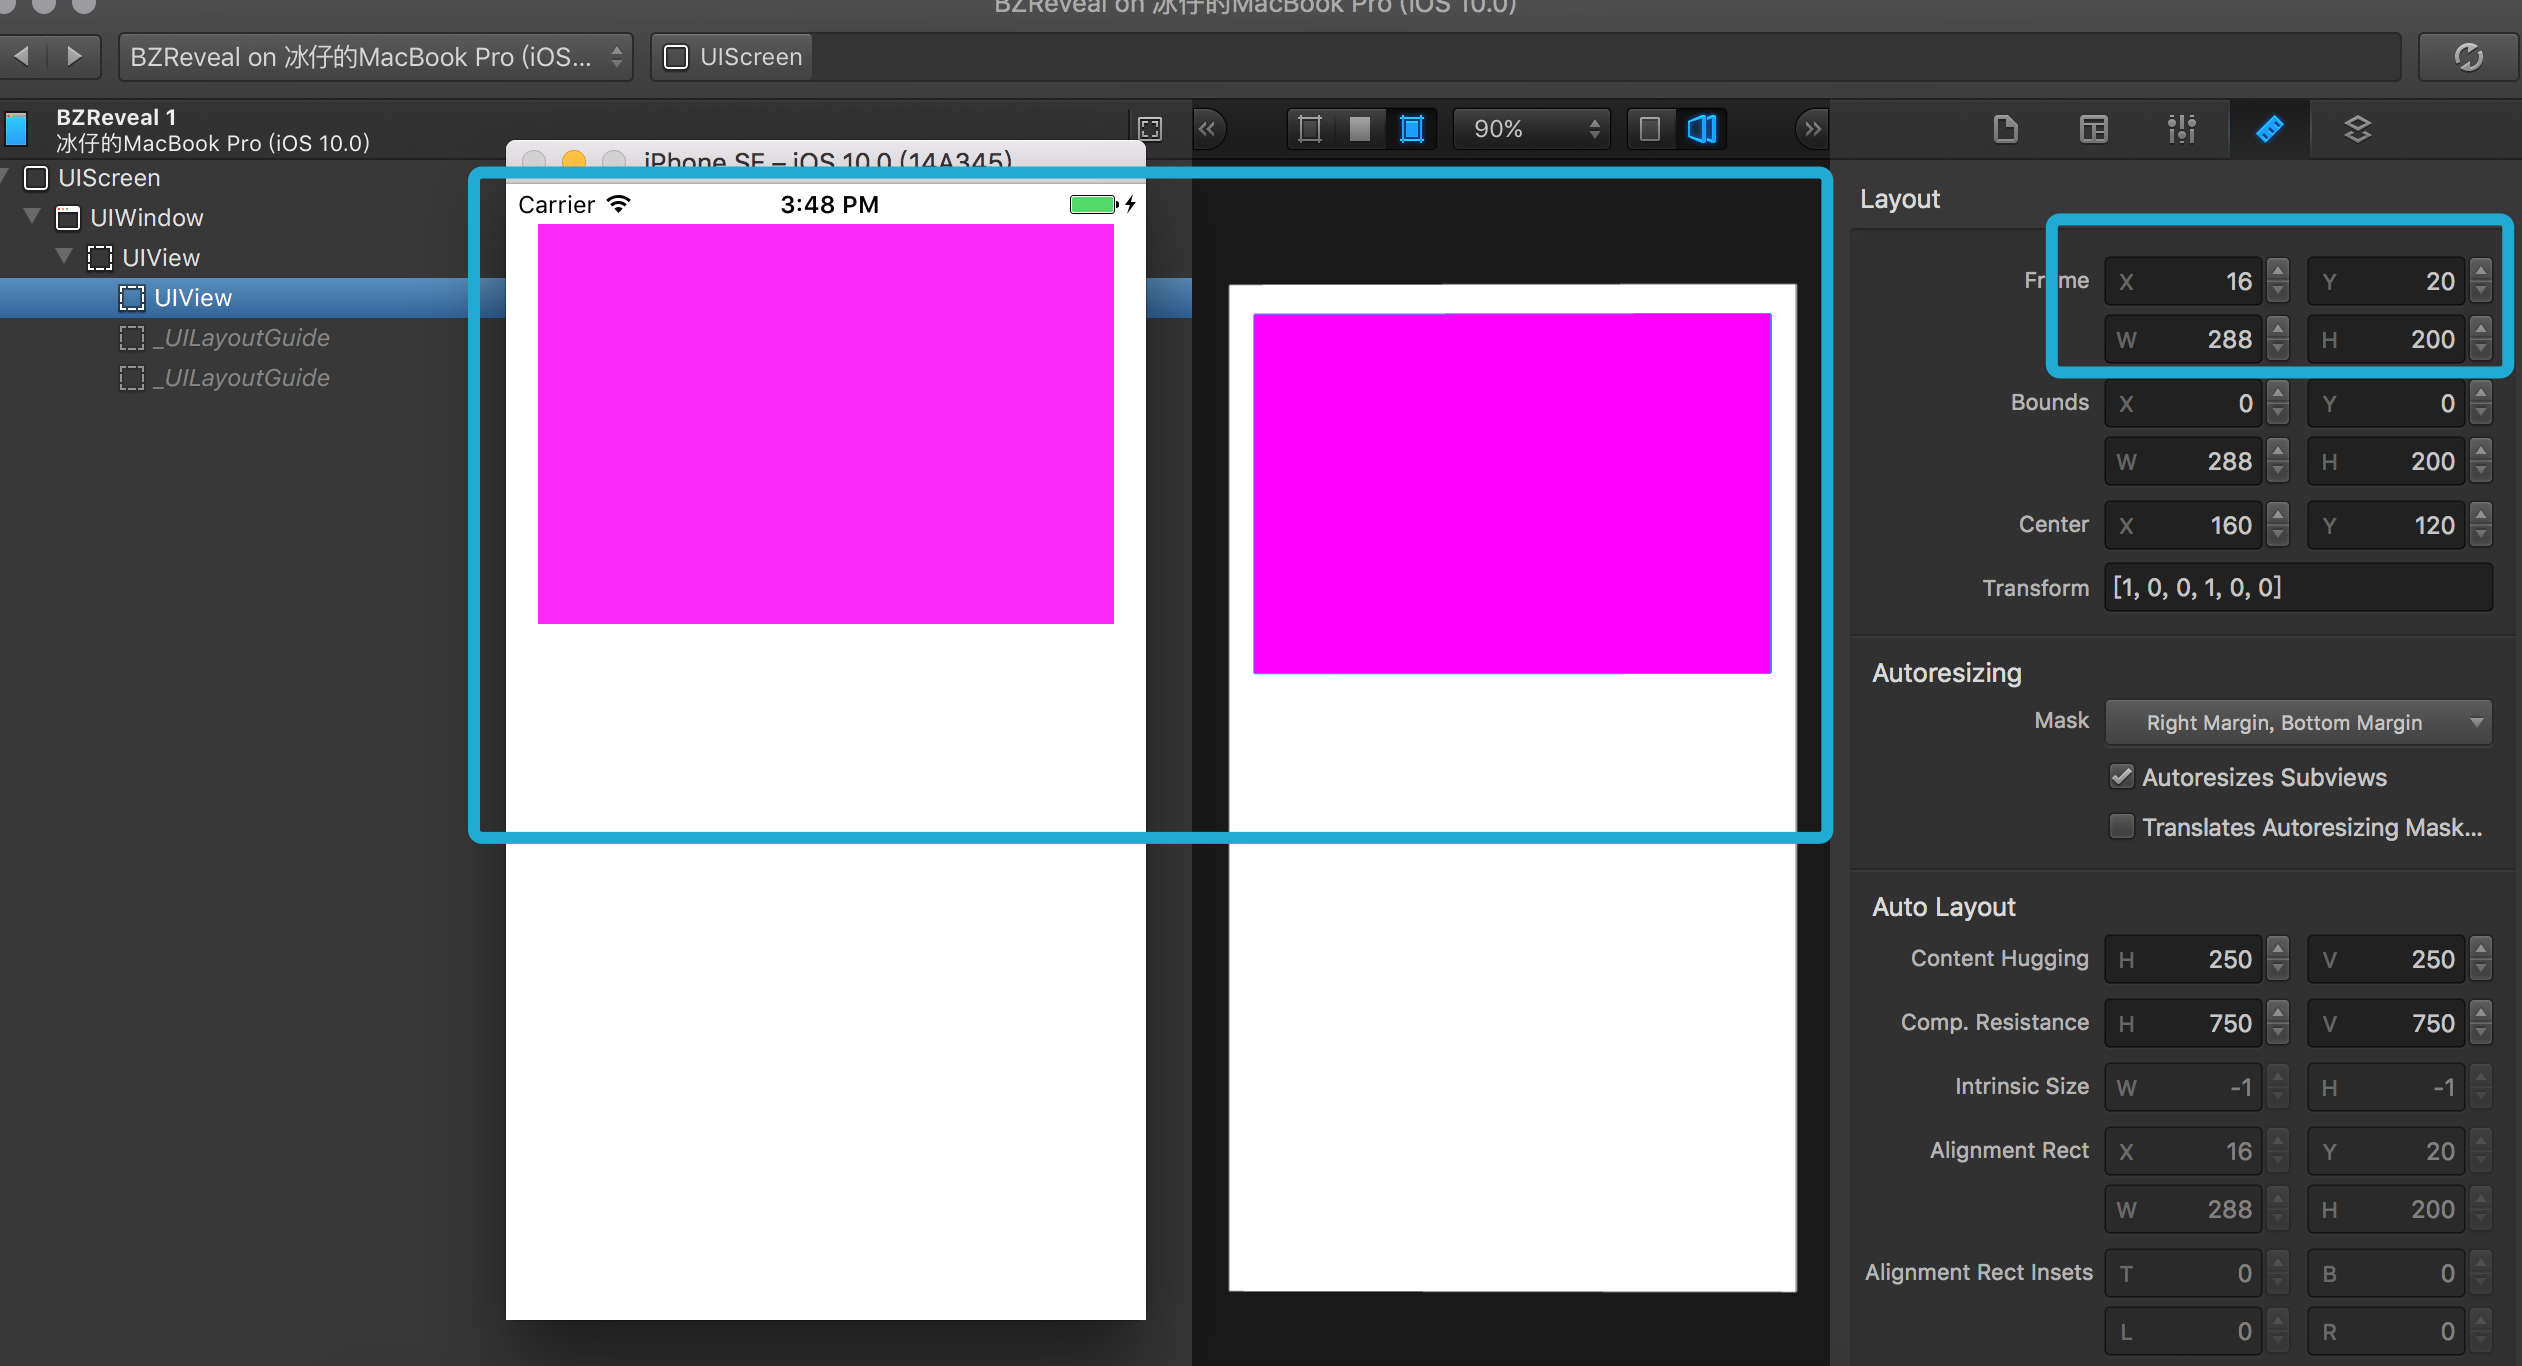 BZReveal on 冰仔的MacBook Pro (iOS 10.0)
BZReveal on 冰仔的MacBook Pro (iOS...
UIScreen
BZReveal 1
冰仔的MacBook Pro (iOS 10.0)
90%
UIScreen
UIWindow
UIView
UIView
_UILayoutGuide
_UILayoutGuide
iPhone SE – iOS 10.0 (14A345)
Carrier 3:48 PM
Layout
Frame X 16 Y 20
W 288 H 200
Bounds X 0 Y 0
W 288 H 200
Center X 160 Y 120
Transform [1, 0, 0, 1, 0, 0]
Autoresizing
Mask Right Margin, Bottom Margin
Autoresizes Subviews
Translates Autoresizing Mask...
Auto Layout
Content Hugging H 250 V 250
Comp. Resistance H 750 V 750
Intrinsic Size W -1 H -1
Alignment Rect X 16 Y 20
W 288 H 200
Alignment Rect Insets T 0 B 0
L 0 R 0